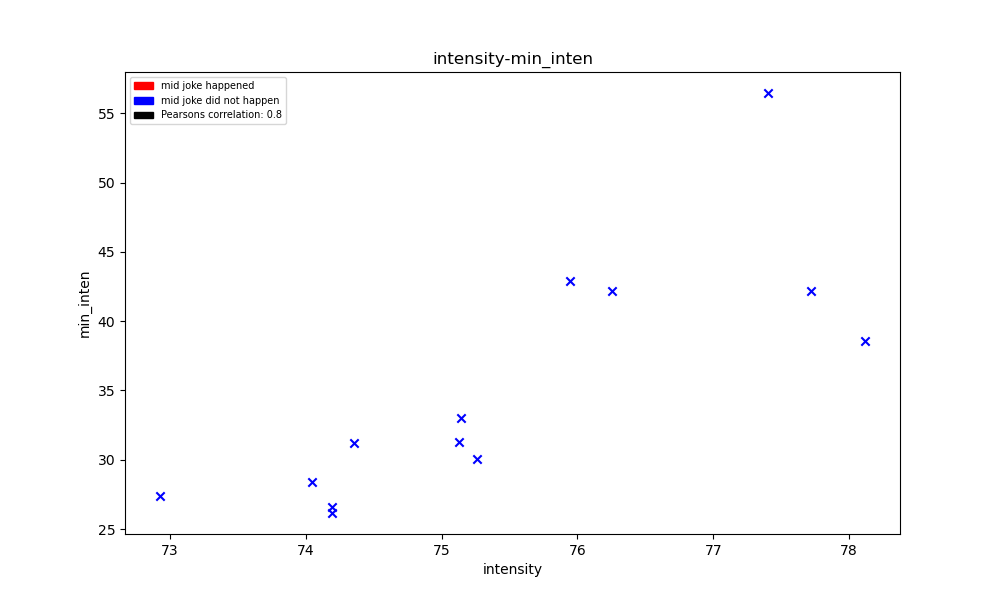 intensity-min_inten
mid joke happened
mid joke did not happen
Pearsons correlation: 0.8
55
50
45
40
35
30
25
min_inten
73 74 75 76 77 78
intensity